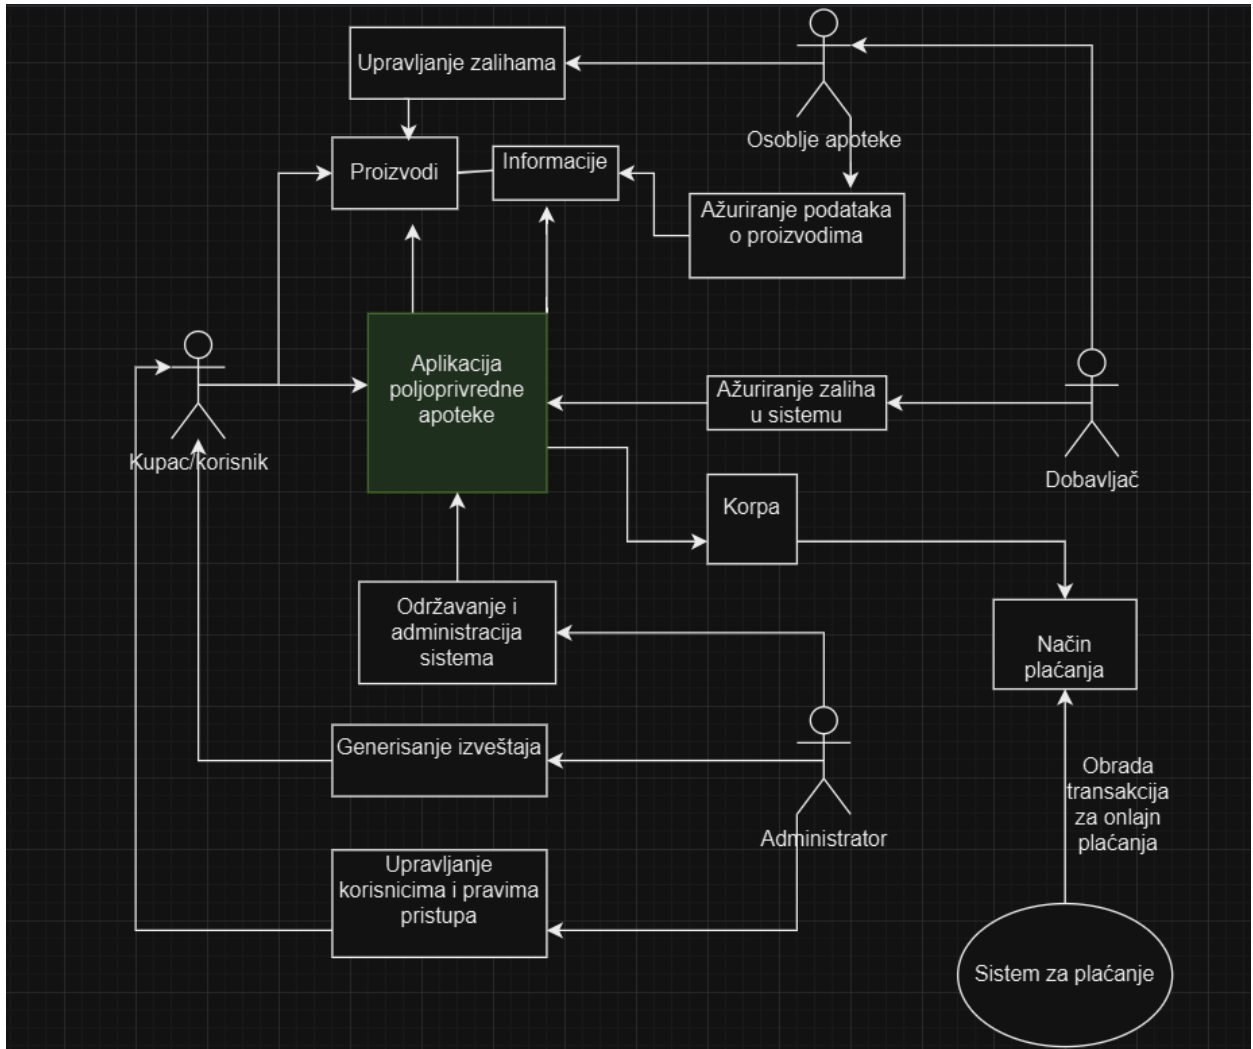 Upravljanje zalihama
Osoblje apoteke
Proizvodi
Informacije
Ažuriranje podataka
o proizvodima
Aplikacija
poljoprivredne
apoteke
Ažuriranje zaliha
u sistemu
Kupac/korisnik
Dobavljač
Korpa
Održavanje i
administracija
sistema
Način
plaćanja
Generisanje izveštaja
Administrator
Obrada
transakcija
za onlajn
plaćanja
Upravljanje
korisnicima i pravima
pristupa
Sistem za plaćanje